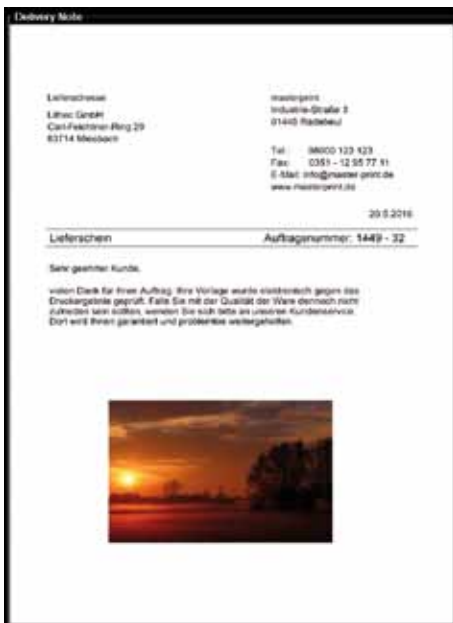 Delivery Note
Lieferadresse
Lithec GmbH
Carl-Feichtner-Ring 29
83714 Miesbach
masterprint
Industrie-Straße 3
01445 Radebeul
Tel.: 08000 123 123
Fax: 0351 - 12 95 77 11
E-Mail: info@master-print.de
www.masterprint.de
20.5.2016
Lieferschein Auftragsnummer: 1449 - 32
Sehr geehrter Kunde,
vielen Dank für Ihren Auftrag. Ihre Vorlage wurde elektronisch gegen das
Druckergebnis geprüft. Falls Sie mit der Qualität der Ware dennoch nicht
zufrieden sein sollten, wenden Sie sich bitte an unseren Kundenservice.
Dort wird Ihnen garantiert und problemlos weitergeholfen.